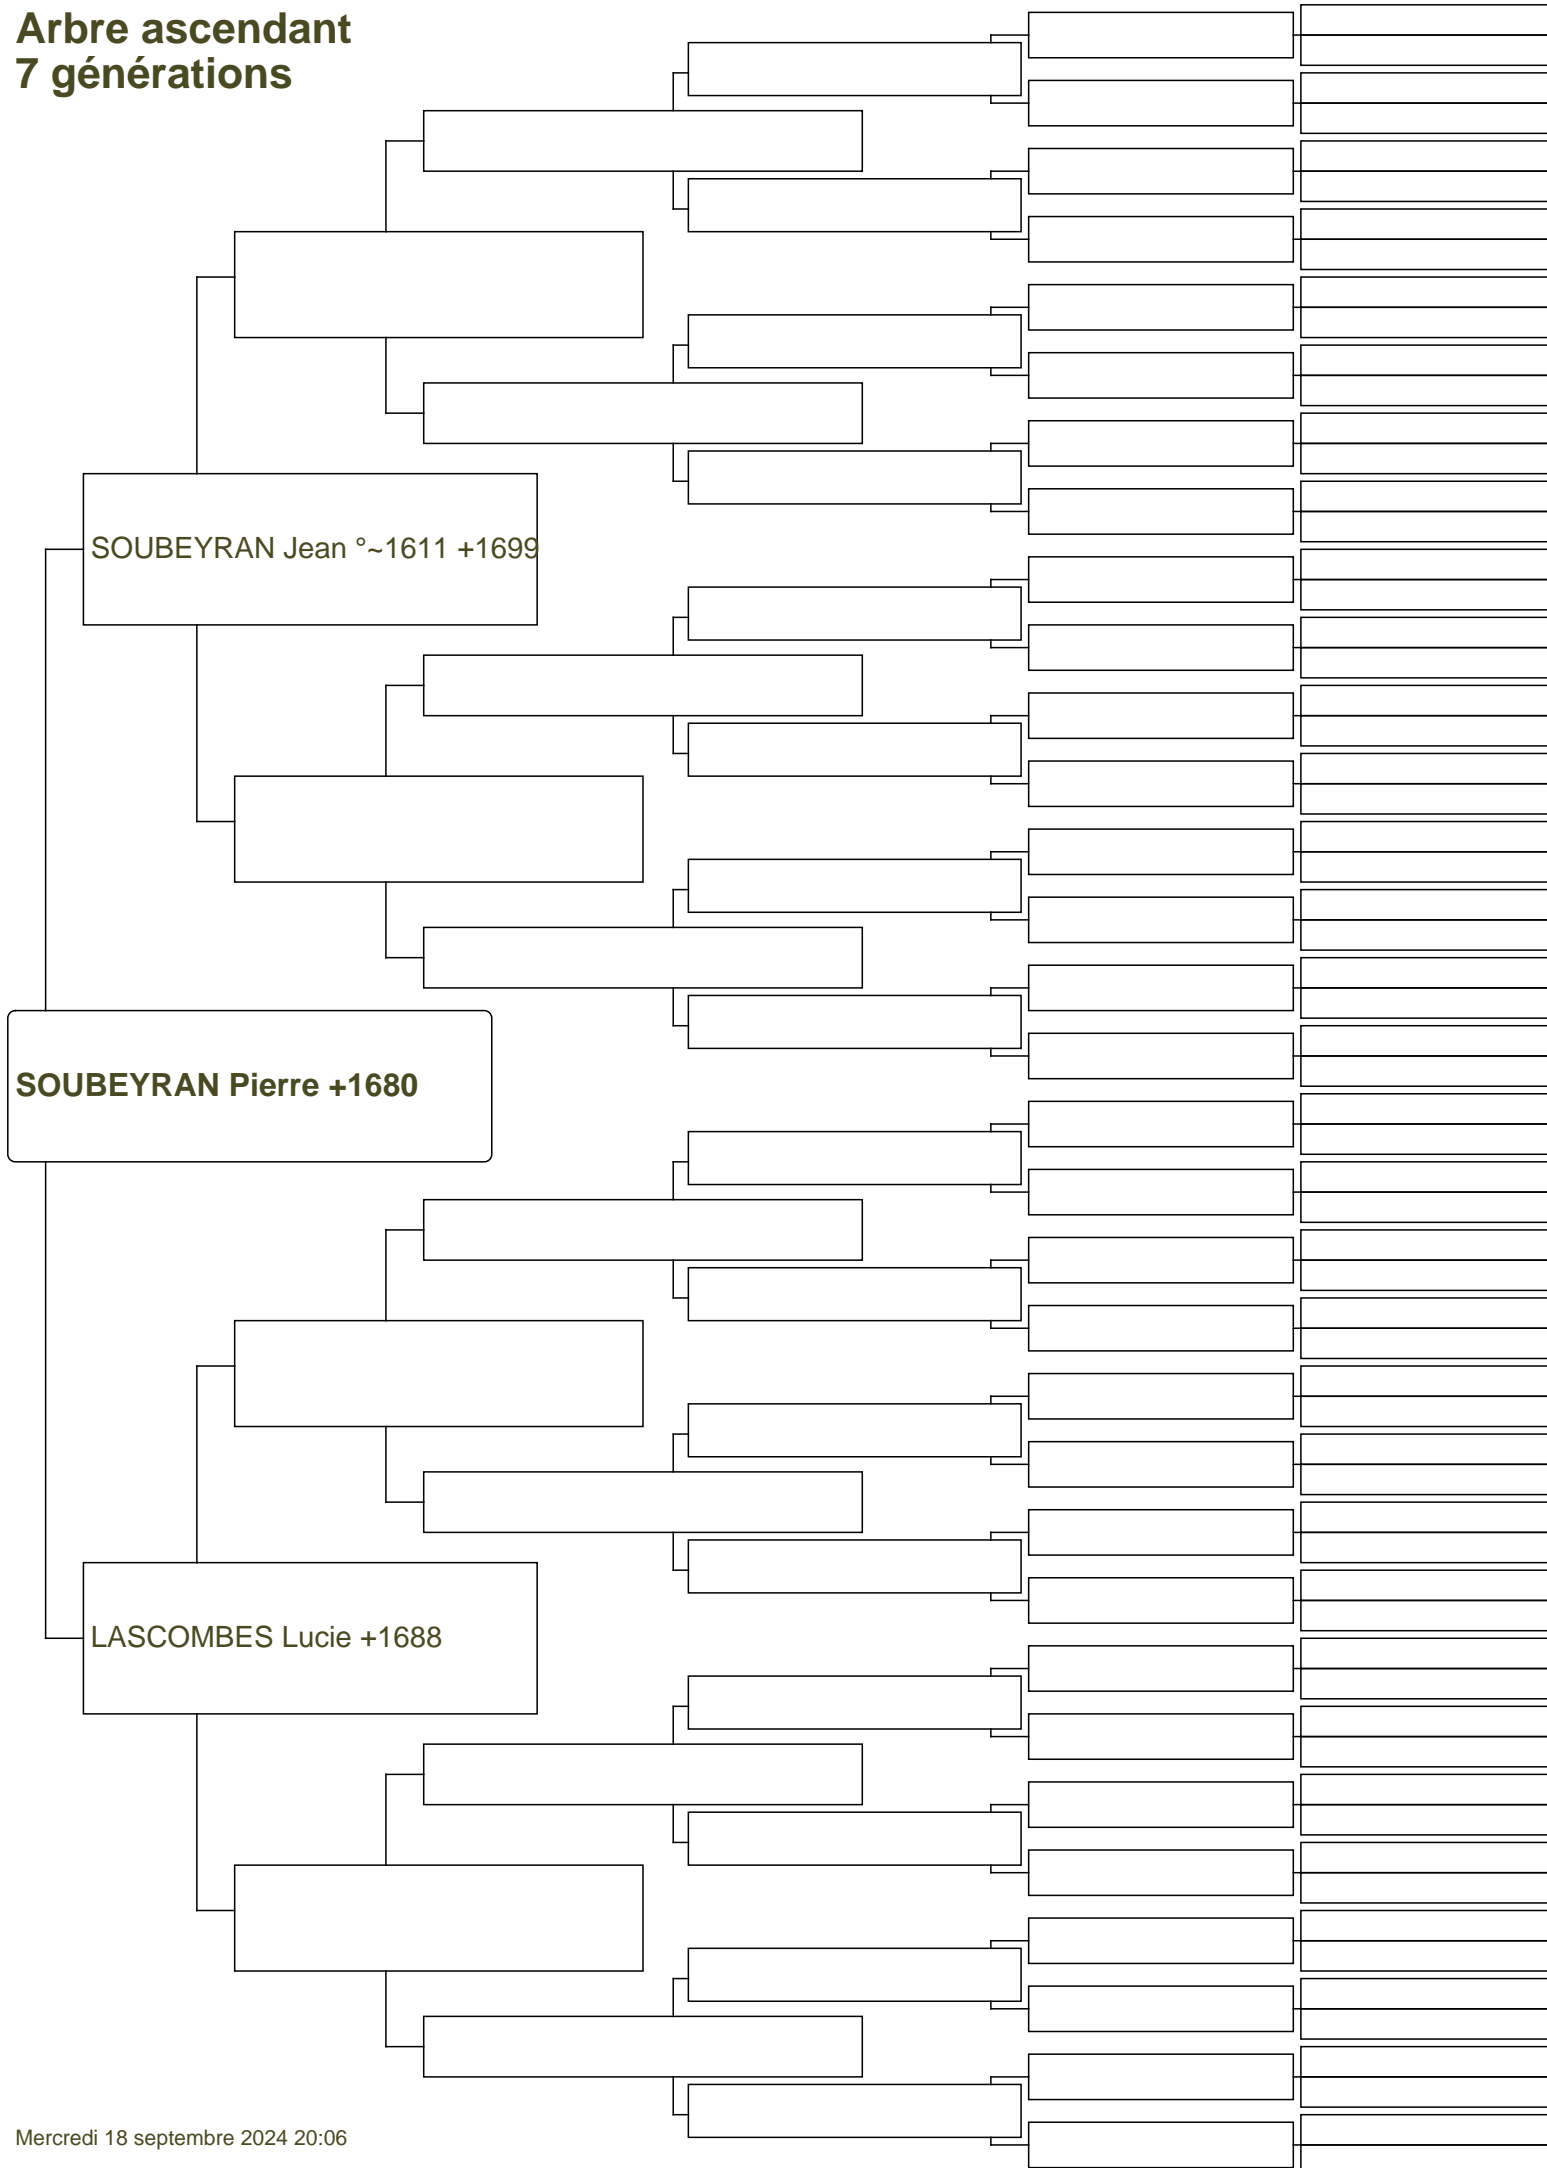 Arbre ascendant
7 générations
SOUBEYRAN Jean °~1611 +1699
SOUBEYRAN Pierre +1680
LASCOMBES Lucie +1688
Mercredi 18 septembre 2024 20:06